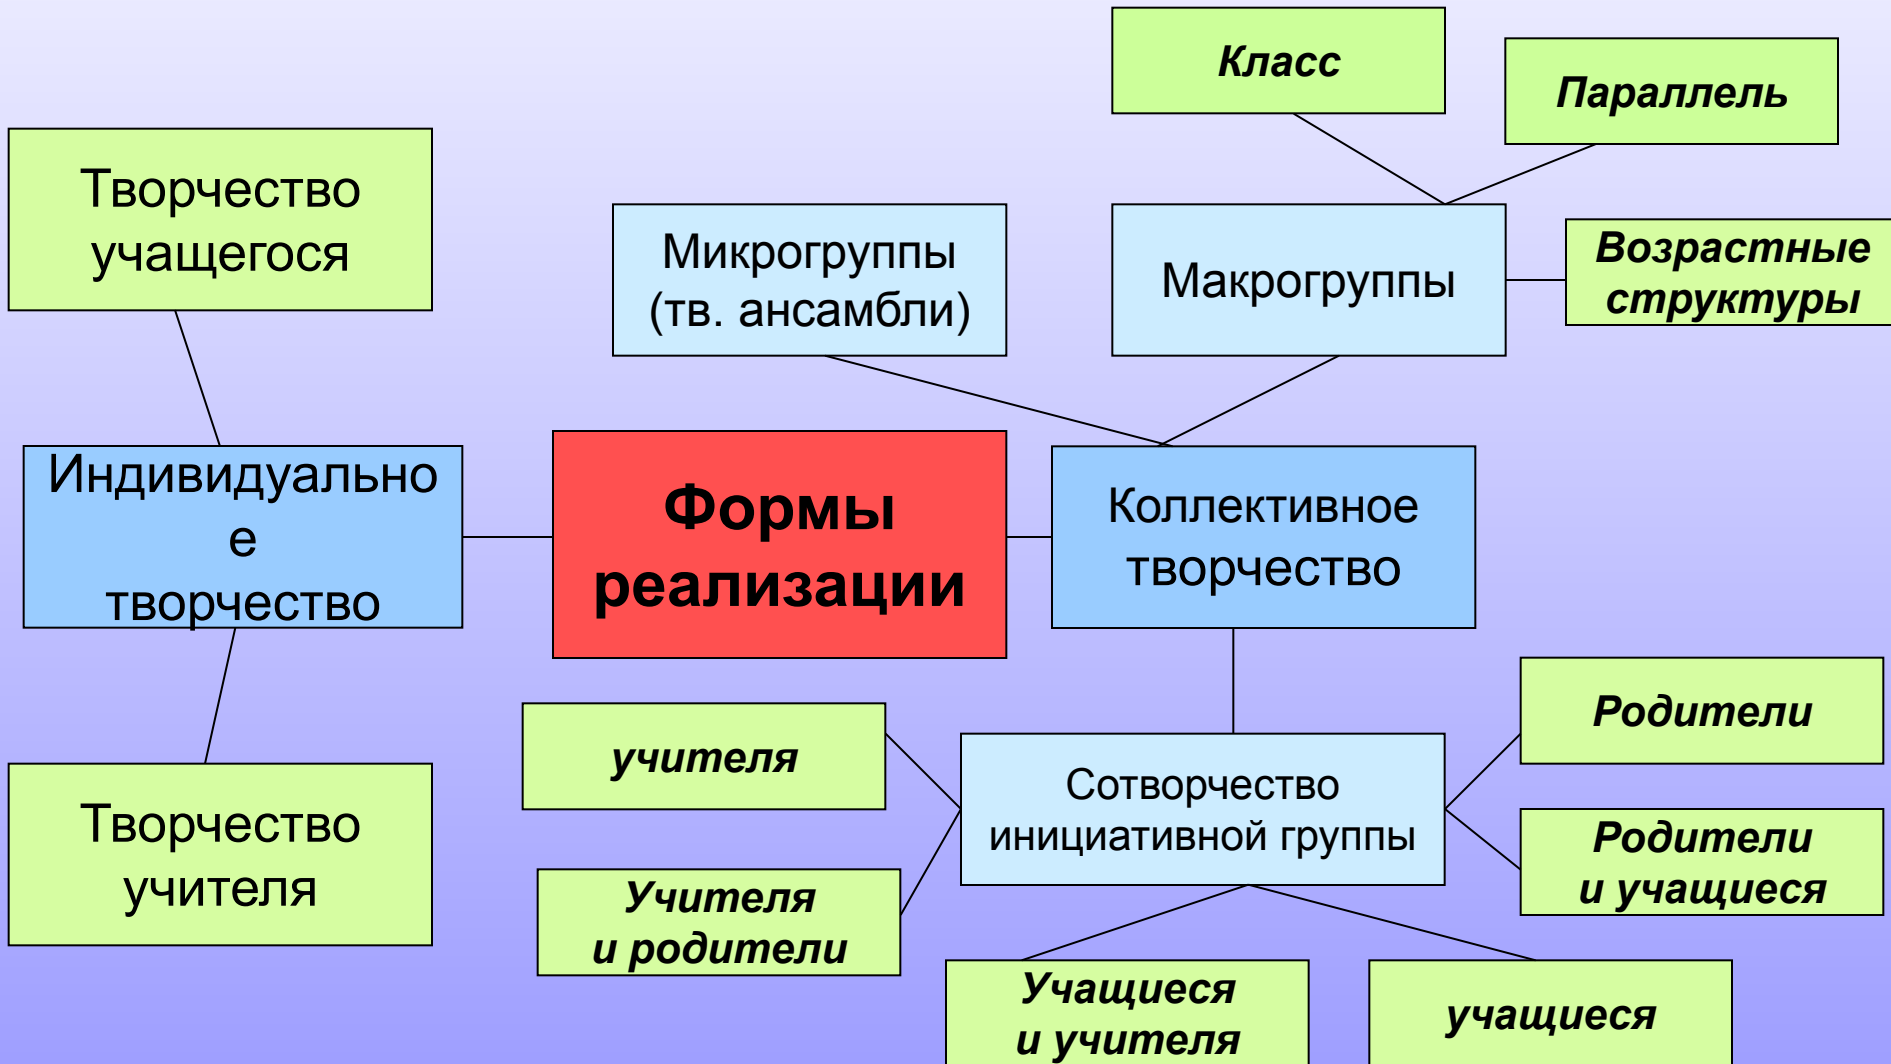 Класс
Параллель
Творчество
учащегося
Микрогруппы
(тв. ансамбли)
Макрогруппы
Возрастные
структуры
Индивидуально
е
творчество
Формы
реализации
Коллективное
творчество
учителя
Сотворчество
инициативной группы
Родители
Творчество
учителя
Учителя
и родители
Родители
и учащиеся
Учащиеся
и учителя
учащиеся